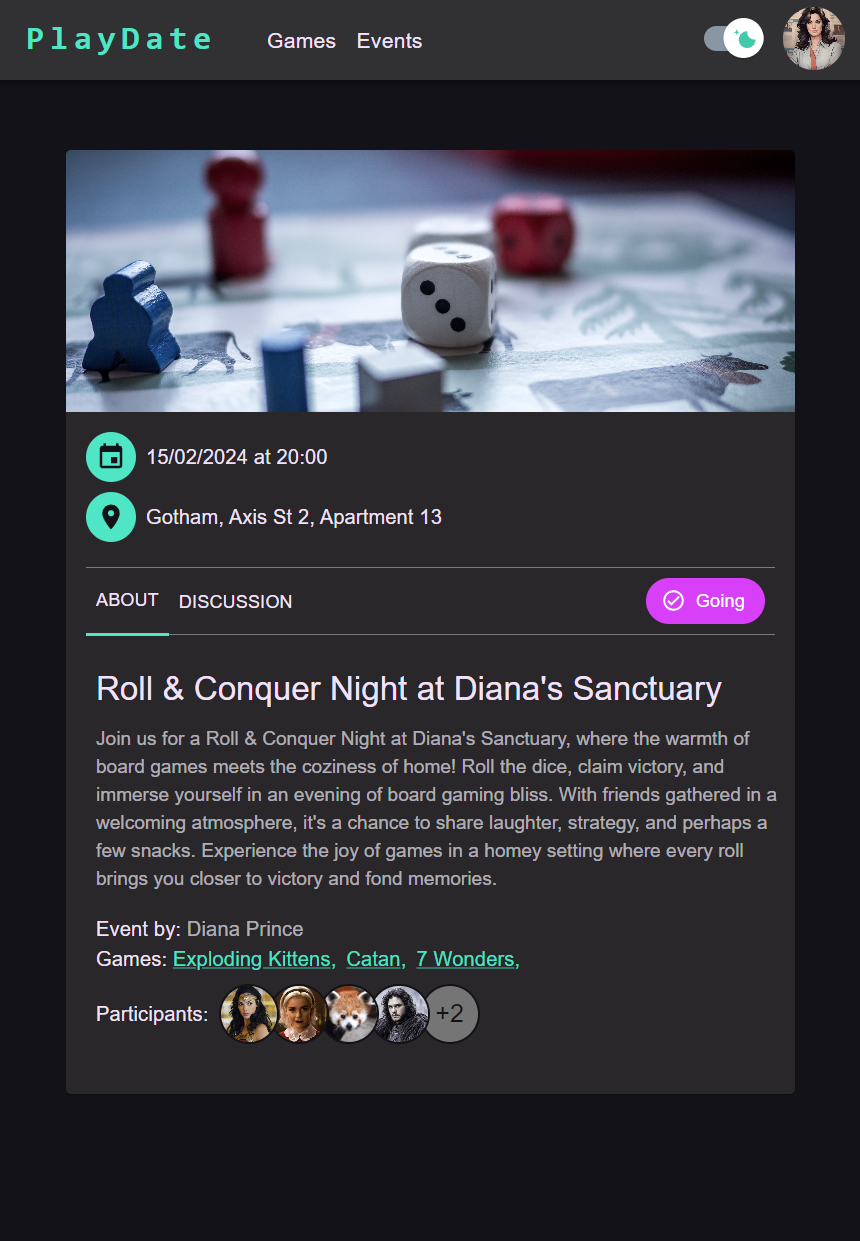 PlayDate
Games Events
15/02/2024 at 20:00
Gotham, Axis St 2, Apartment 13
ABOUT DISCUSSION Going
Roll & Conquer Night at Diana's Sanctuary
Join us for a Roll & Conquer Night at Diana's Sanctuary, where the warmth of
board games meets the coziness of home! Roll the dice, claim victory, and
immerse yourself in an evening of board gaming bliss. With friends gathered in a
welcoming atmosphere, it's a chance to share laughter, strategy, and perhaps a
few snacks. Experience the joy of games in a homey setting where every roll
brings you closer to victory and fond memories.
Event by: Diana Prince
Games: Exploding Kittens, Catan, 7 Wonders,
Participants: +2